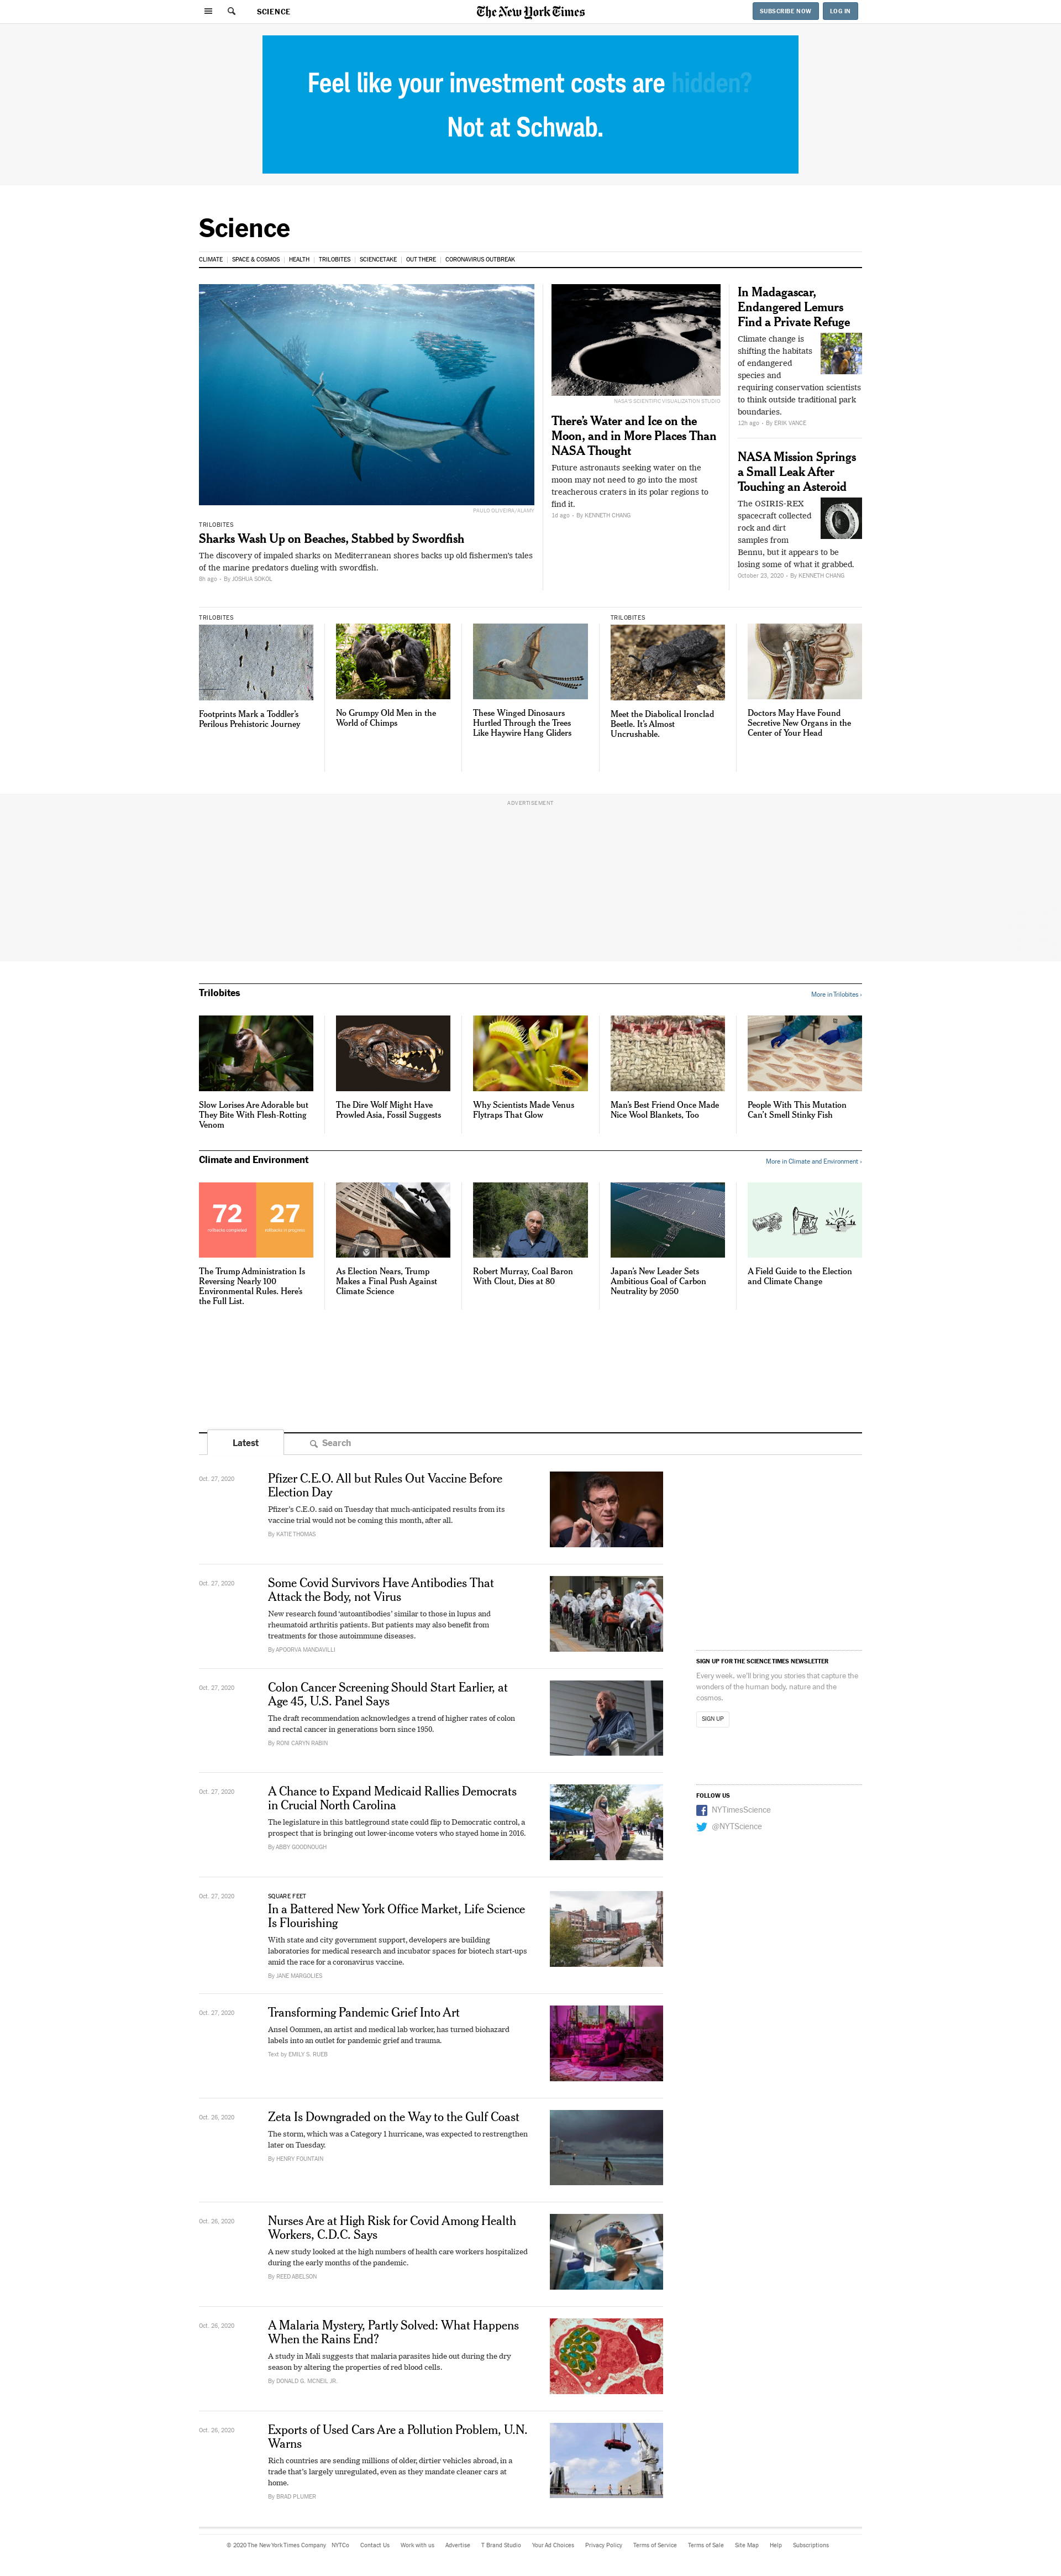 SCIENCE
The New York Times
SUBSCRIBE NOW
LOG IN
Feel like your investment costs are hidden?
Not at Schwab.
Science
CLIMATE
SPACE & COSMOS
HEALTH
TRILOBITES
SCIENCETAKE
OUT THERE
CORONAVIRUS OUTBREAK
PAULO OLIVEIRA/ALAMY
TRILOBITES
Sharks Wash Up on Beaches, Stabbed by Swordfish
The discovery of impaled sharks on Mediterranean shores backs up old fishermen's tales
of the marine predators dueling with swordfish.
8h ago • By JOSHUA SOKOL
NASA'S SCIENTIFIC VISUALIZATION STUDIO
There's Water and Ice on the
Moon, and in More Places Than
NASA Thought
Future astronauts seeking water on the
moon may not need to go into the most
treacherous craters in its polar regions to
find it.
1d ago • By KENNETH CHANG
In Madagascar,
Endangered Lemurs
Find a Private Refuge
Climate change is
shifting the habitats
of endangered
species and
requiring conservation scientists
to think outside traditional park
boundaries.
12h ago • By ERIK VANCE
NASA Mission Springs
a Small Leak After
Touching an Asteroid
The OSIRIS-REX
spacecraft collected
rock and dirt
samples from
Bennu, but it appears to be
losing some of what it grabbed.
October 23, 2020 • By KENNETH CHANG
TRILOBITES
Footprints Mark a Toddler's
Perilous Prehistoric Journey
No Grumpy Old Men in the
World of Chimps
These Winged Dinosaurs
Hurtled Through the Trees
Like Haywire Hang Gliders
TRILOBITES
Meet the Diabolical Ironclad
Beetle. It's Almost
Uncrushable.
Doctors May Have Found
Secretive New Organs in the
Center of Your Head
ADVERTISEMENT
Trilobites
More in Trilobites ›
Slow Lorises Are Adorable but
They Bite With Flesh-Rotting
Venom
The Dire Wolf Might Have
Prowled Asia, Fossil Suggests
Why Scientists Made Venus
Flytraps That Glow
Man's Best Friend Once Made
Nice Wool Blankets, Too
People With This Mutation
Can't Smell Stinky Fish
Climate and Environment
More in Climate and Environment ›
72
rollbacks completed
27
rollbacks in progress
The Trump Administration Is
Reversing Nearly 100
Environmental Rules. Here's
the Full List.
As Election Nears, Trump
Makes a Final Push Against
Climate Science
Robert Murray, Coal Baron
With Clout, Dies at 80
Japan's New Leader Sets
Ambitious Goal of Carbon
Neutrality by 2050
A Field Guide to the Election
and Climate Change
Latest
Search
Oct. 27, 2020
Pfizer C.E.O. All but Rules Out Vaccine Before
Election Day
Pfizer's C.E.O. said on Tuesday that much-anticipated results from its
vaccine trial would not be coming this month, after all.
By KATIE THOMAS
Oct. 27, 2020
Some Covid Survivors Have Antibodies That
Attack the Body, not Virus
New research found 'autoantibodies' similar to those in lupus and
rheumatoid arthritis patients. But patients may also benefit from
treatments for those autoimmune diseases.
By APOORVA MANDAVILLI
Oct. 27, 2020
Colon Cancer Screening Should Start Earlier, at
Age 45, U.S. Panel Says
The draft recommendation acknowledges a trend of higher rates of colon
and rectal cancer in generations born since 1950.
By RONI CARYN RABIN
Oct. 27, 2020
A Chance to Expand Medicaid Rallies Democrats
in Crucial North Carolina
The legislature in this battleground state could flip to Democratic control, a
prospect that is bringing out lower-income voters who stayed home in 2016.
By ABBY GOODNOUGH
Oct. 27, 2020
SQUARE FEET
In a Battered New York Office Market, Life Science
Is Flourishing
With state and city government support, developers are building
laboratories for medical research and incubator spaces for biotech start-ups
amid the race for a coronavirus vaccine.
By JANE MARGOLIES
Oct. 27, 2020
Transforming Pandemic Grief Into Art
Ansel Oommen, an artist and medical lab worker, has turned biohazard
labels into an outlet for pandemic grief and trauma.
Text by EMILY S. RUEB
Oct. 26, 2020
Zeta Is Downgraded on the Way to the Gulf Coast
The storm, which was a Category 1 hurricane, was expected to restrengthen
later on Tuesday.
By HENRY FOUNTAIN
Oct. 26, 2020
Nurses Are at High Risk for Covid Among Health
Workers, C.D.C. Says
A new study looked at the high numbers of health care workers hospitalized
during the early months of the pandemic.
By REED ABELSON
Oct. 26, 2020
A Malaria Mystery, Partly Solved: What Happens
When the Rains End?
A study in Mali suggests that malaria parasites hide out during the dry
season by altering the properties of red blood cells.
By DONALD G. MCNEIL JR.
Oct. 26, 2020
Exports of Used Cars Are a Pollution Problem, U.N.
Warns
Rich countries are sending millions of older, dirtier vehicles abroad, in a
trade that's largely unregulated, even as they mandate cleaner cars at
home.
By BRAD PLUMER
SIGN UP FOR THE SCIENCE TIMES NEWSLETTER
Every week, we'll bring you stories that capture the
wonders of the human body, nature and the
cosmos.
SIGN UP
FOLLOW US
NYTimesScience
@NYTScience
© 2020 The New York Times Company
NYTCo
Contact Us
Work with us
Advertise
T Brand Studio
Your Ad Choices
Privacy Policy
Terms of Service
Terms of Sale
Site Map
Help
Subscriptions